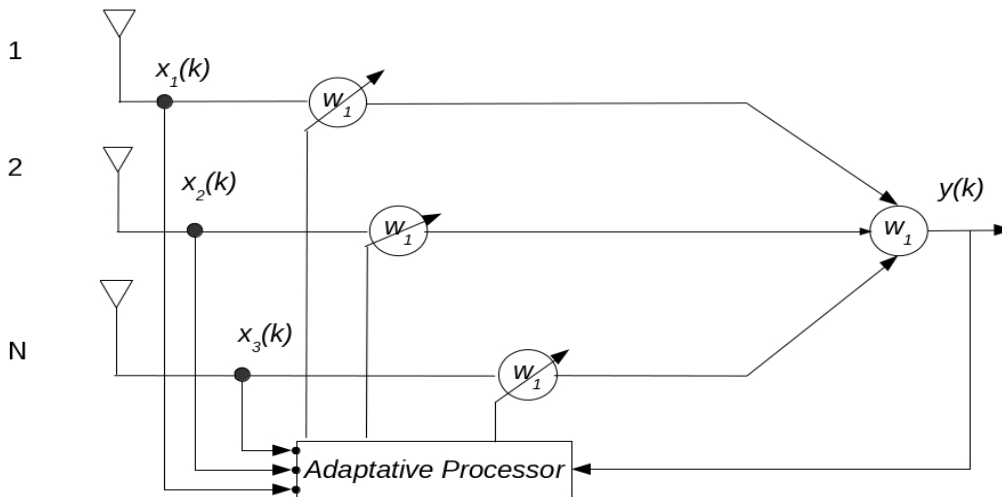 1
x1(k)
w1
2
x2(k)
w1
y(k)
w1
N
x3(k)
w1
Adaptative Processor